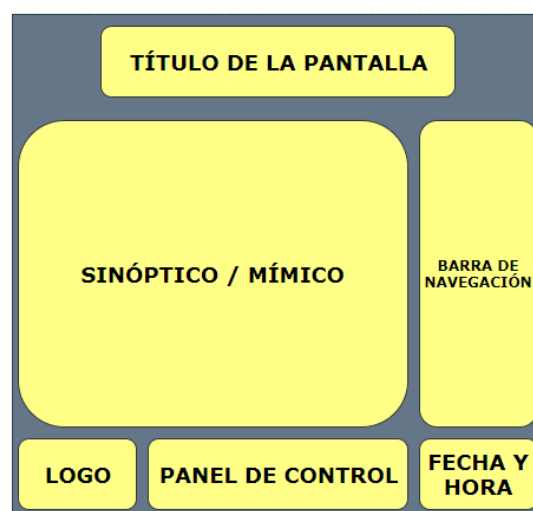 TÍTULO DE LA PANTALLA
SINÓPTICO / MÍMICO
BARRA DE
NAVEGACIÓN
LOGO
PANEL DE CONTROL
FECHA Y
HORA